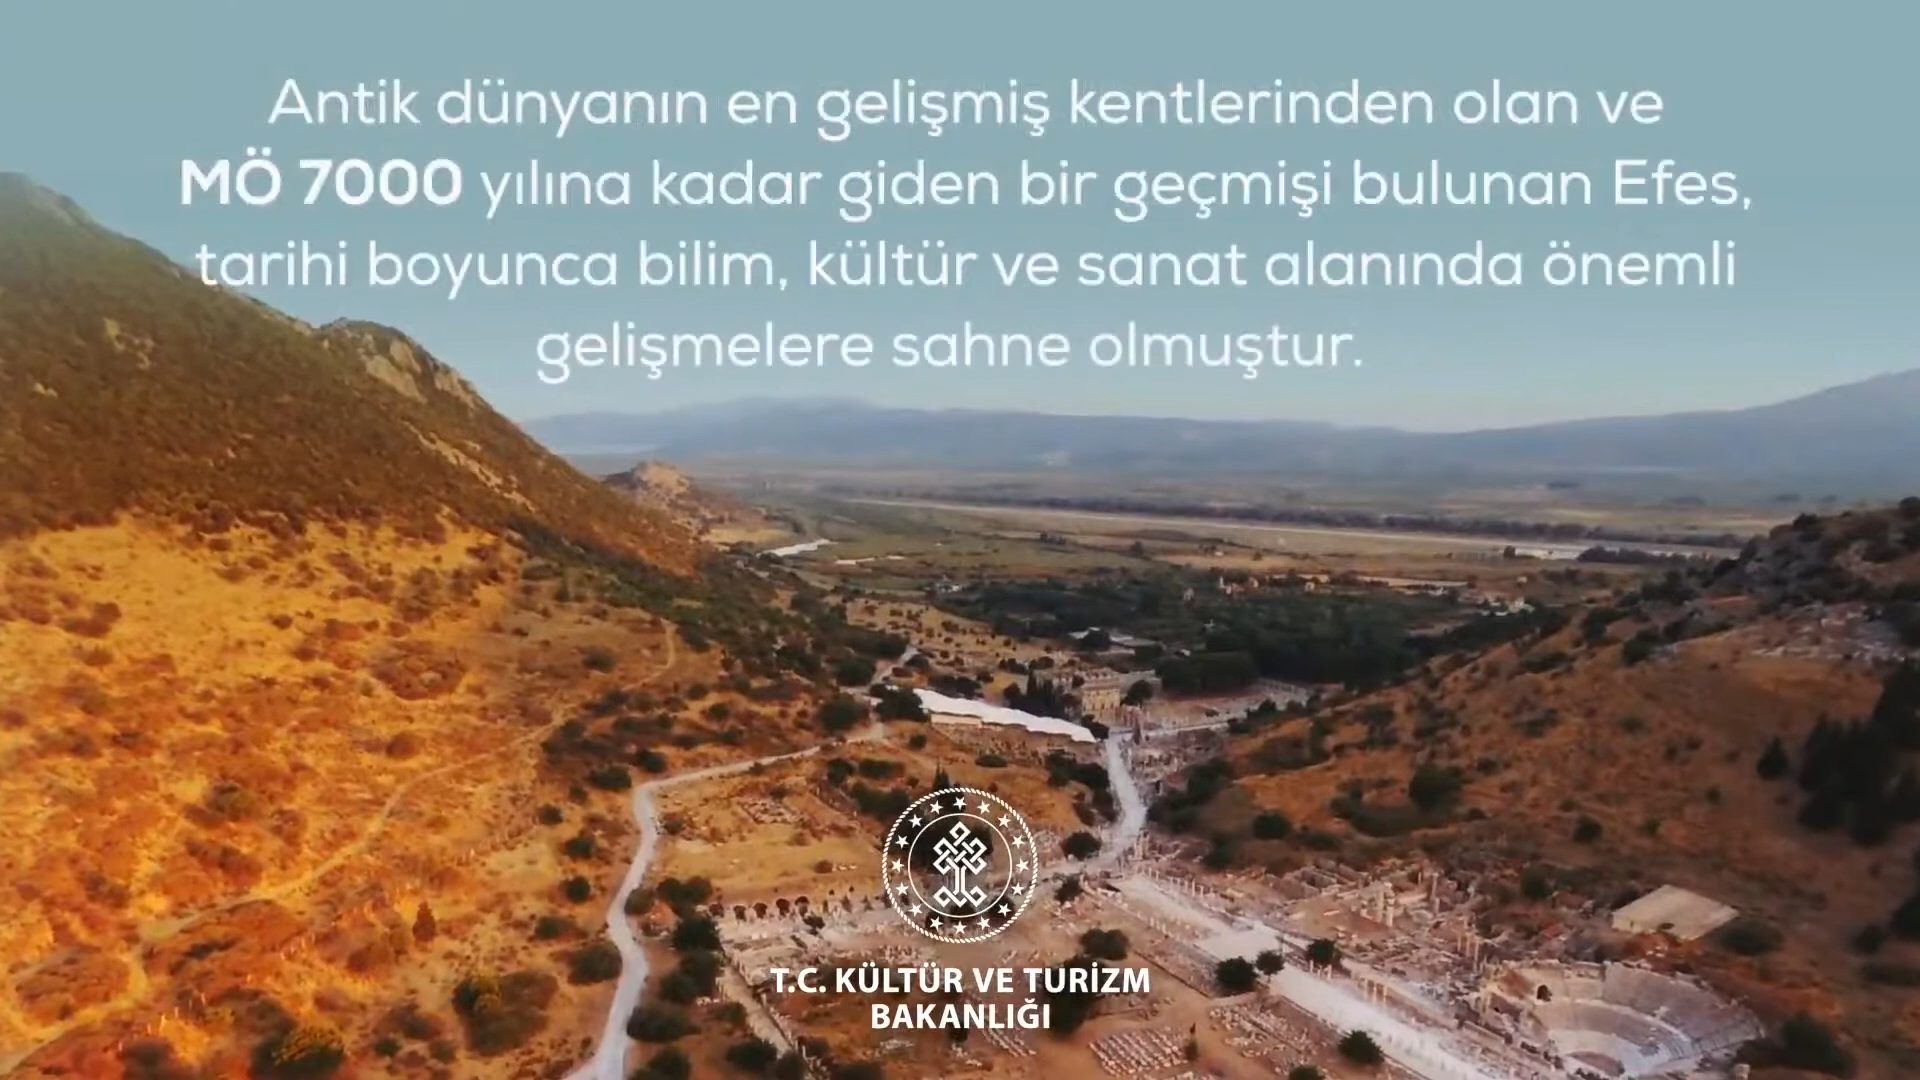 Antik dünyanın en gelişmiş kentlerinden olan ve
MÖ 7000 yılına kadar giden bir geçmişi bulunan Efes,
tarihi boyunca bilim, kültür ve sanat alanında önemli
gelişmelere sahne olmuştur.
T.C. KÜLTÜR VE TURİZM
BAKANLIĞI